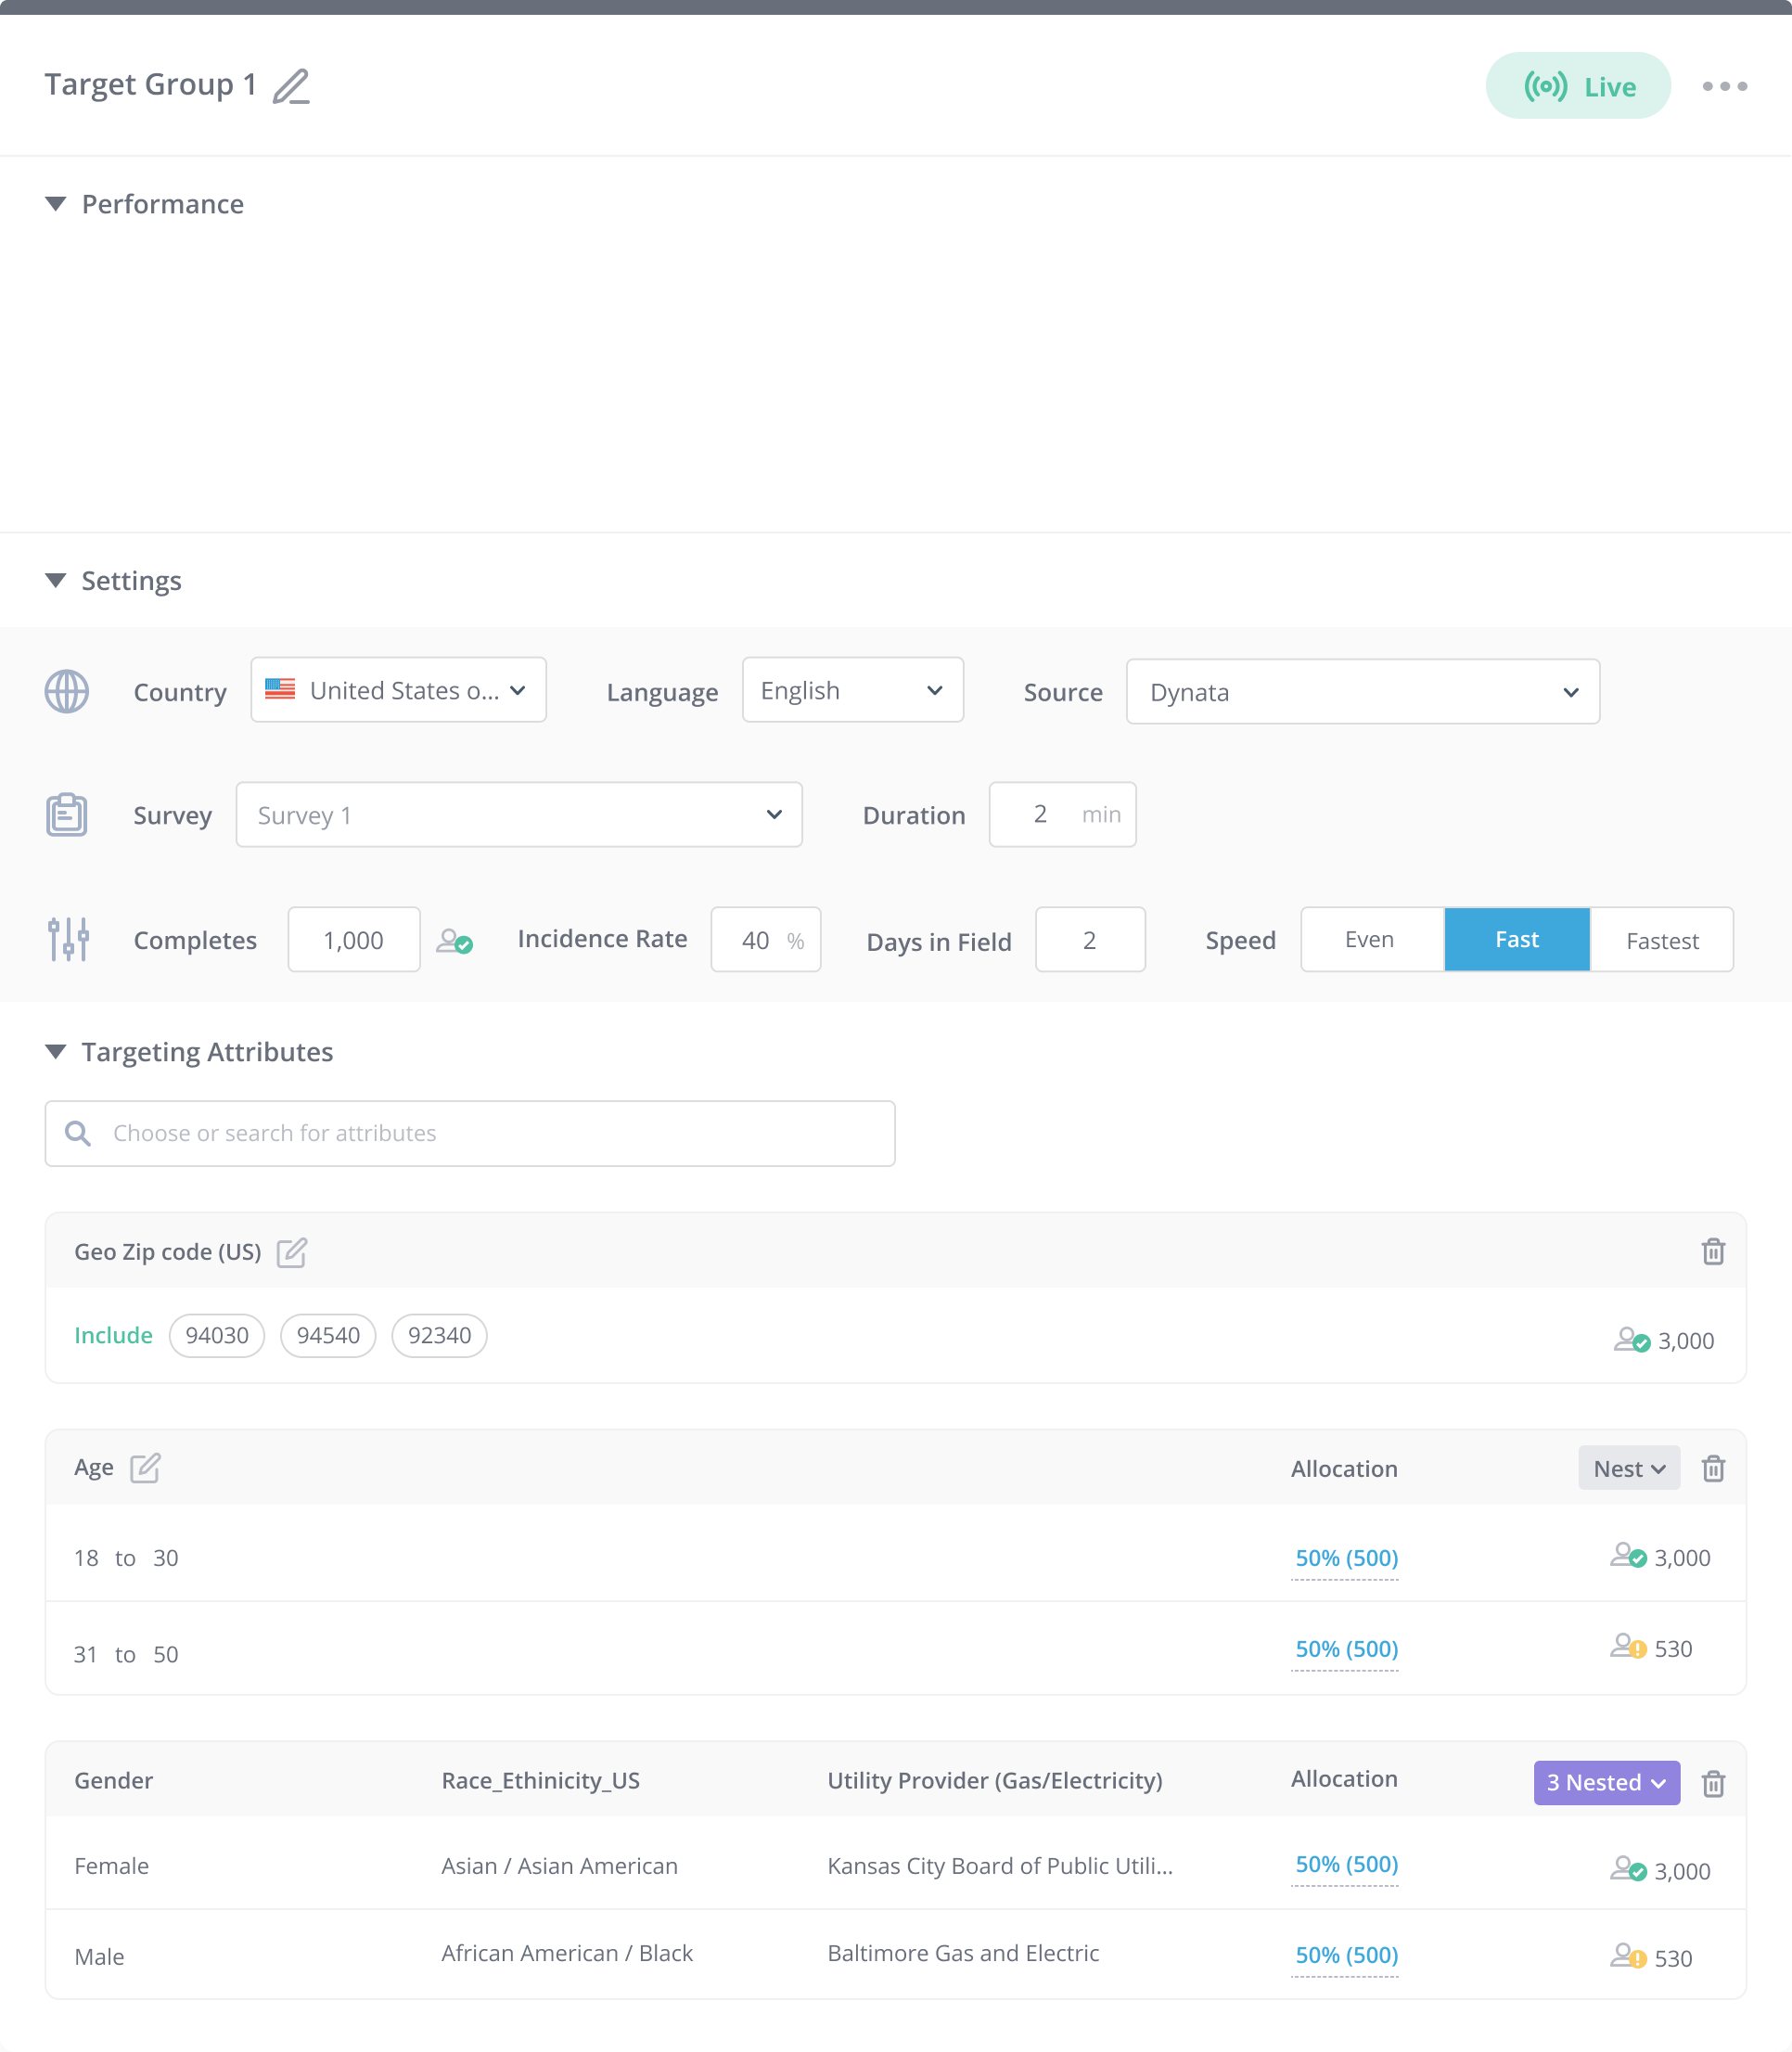 Target Group 1
Live
Performance
Settings
Country United States o... Language English Source Dynata
Survey Survey 1 Duration 2 min
Completes 1,000 Incidence Rate 40 % Days in Field 2 Speed Even Fast Fastest
Targeting Attributes
Choose or search for attributes
Geo Zip code (US)
Include 94030 94540 92340 3,000
Age Allocation Nest
18 to 30 50% (500) 3,000
31 to 50 50% (500) 530
Gender Race_Ethinicity_US Utility Provider (Gas/Electricity) Allocation 3 Nested
Female Asian / Asian American Kansas City Board of Public Utili... 50% (500) 3,000
Male African American / Black Baltimore Gas and Electric 50% (500) 530